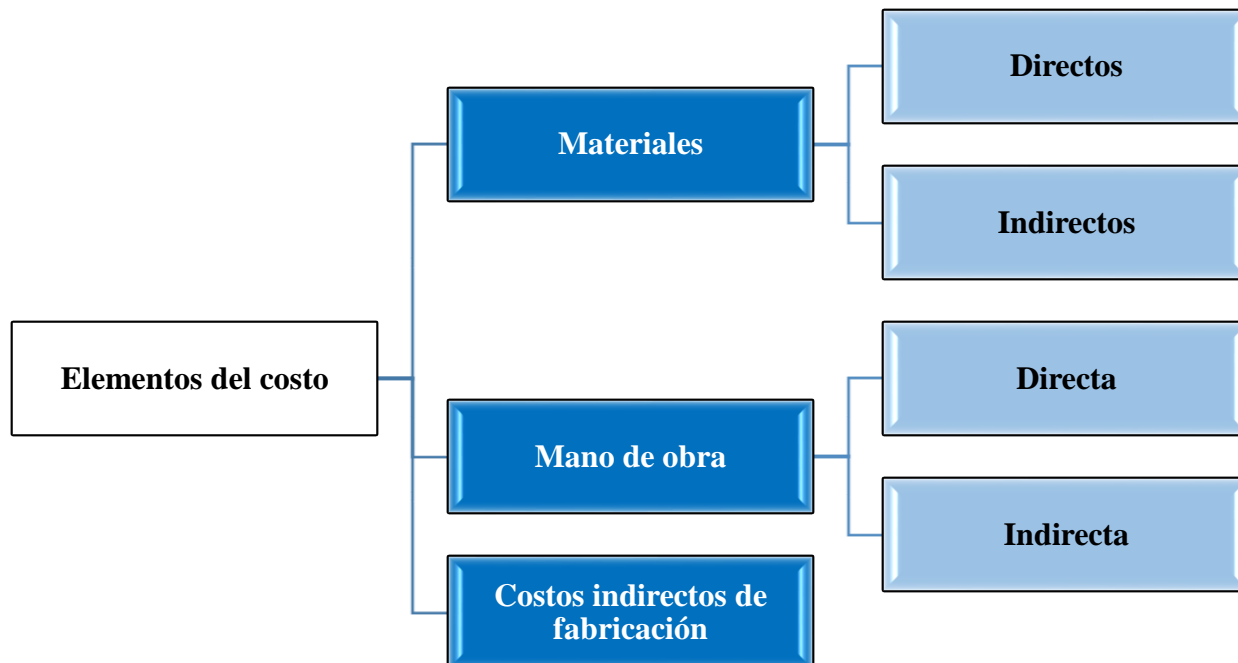 Elementos del costo
Materiales
Directos
Indirectos
Mano de obra
Directa
Indirecta
Costos indirectos de
fabricación